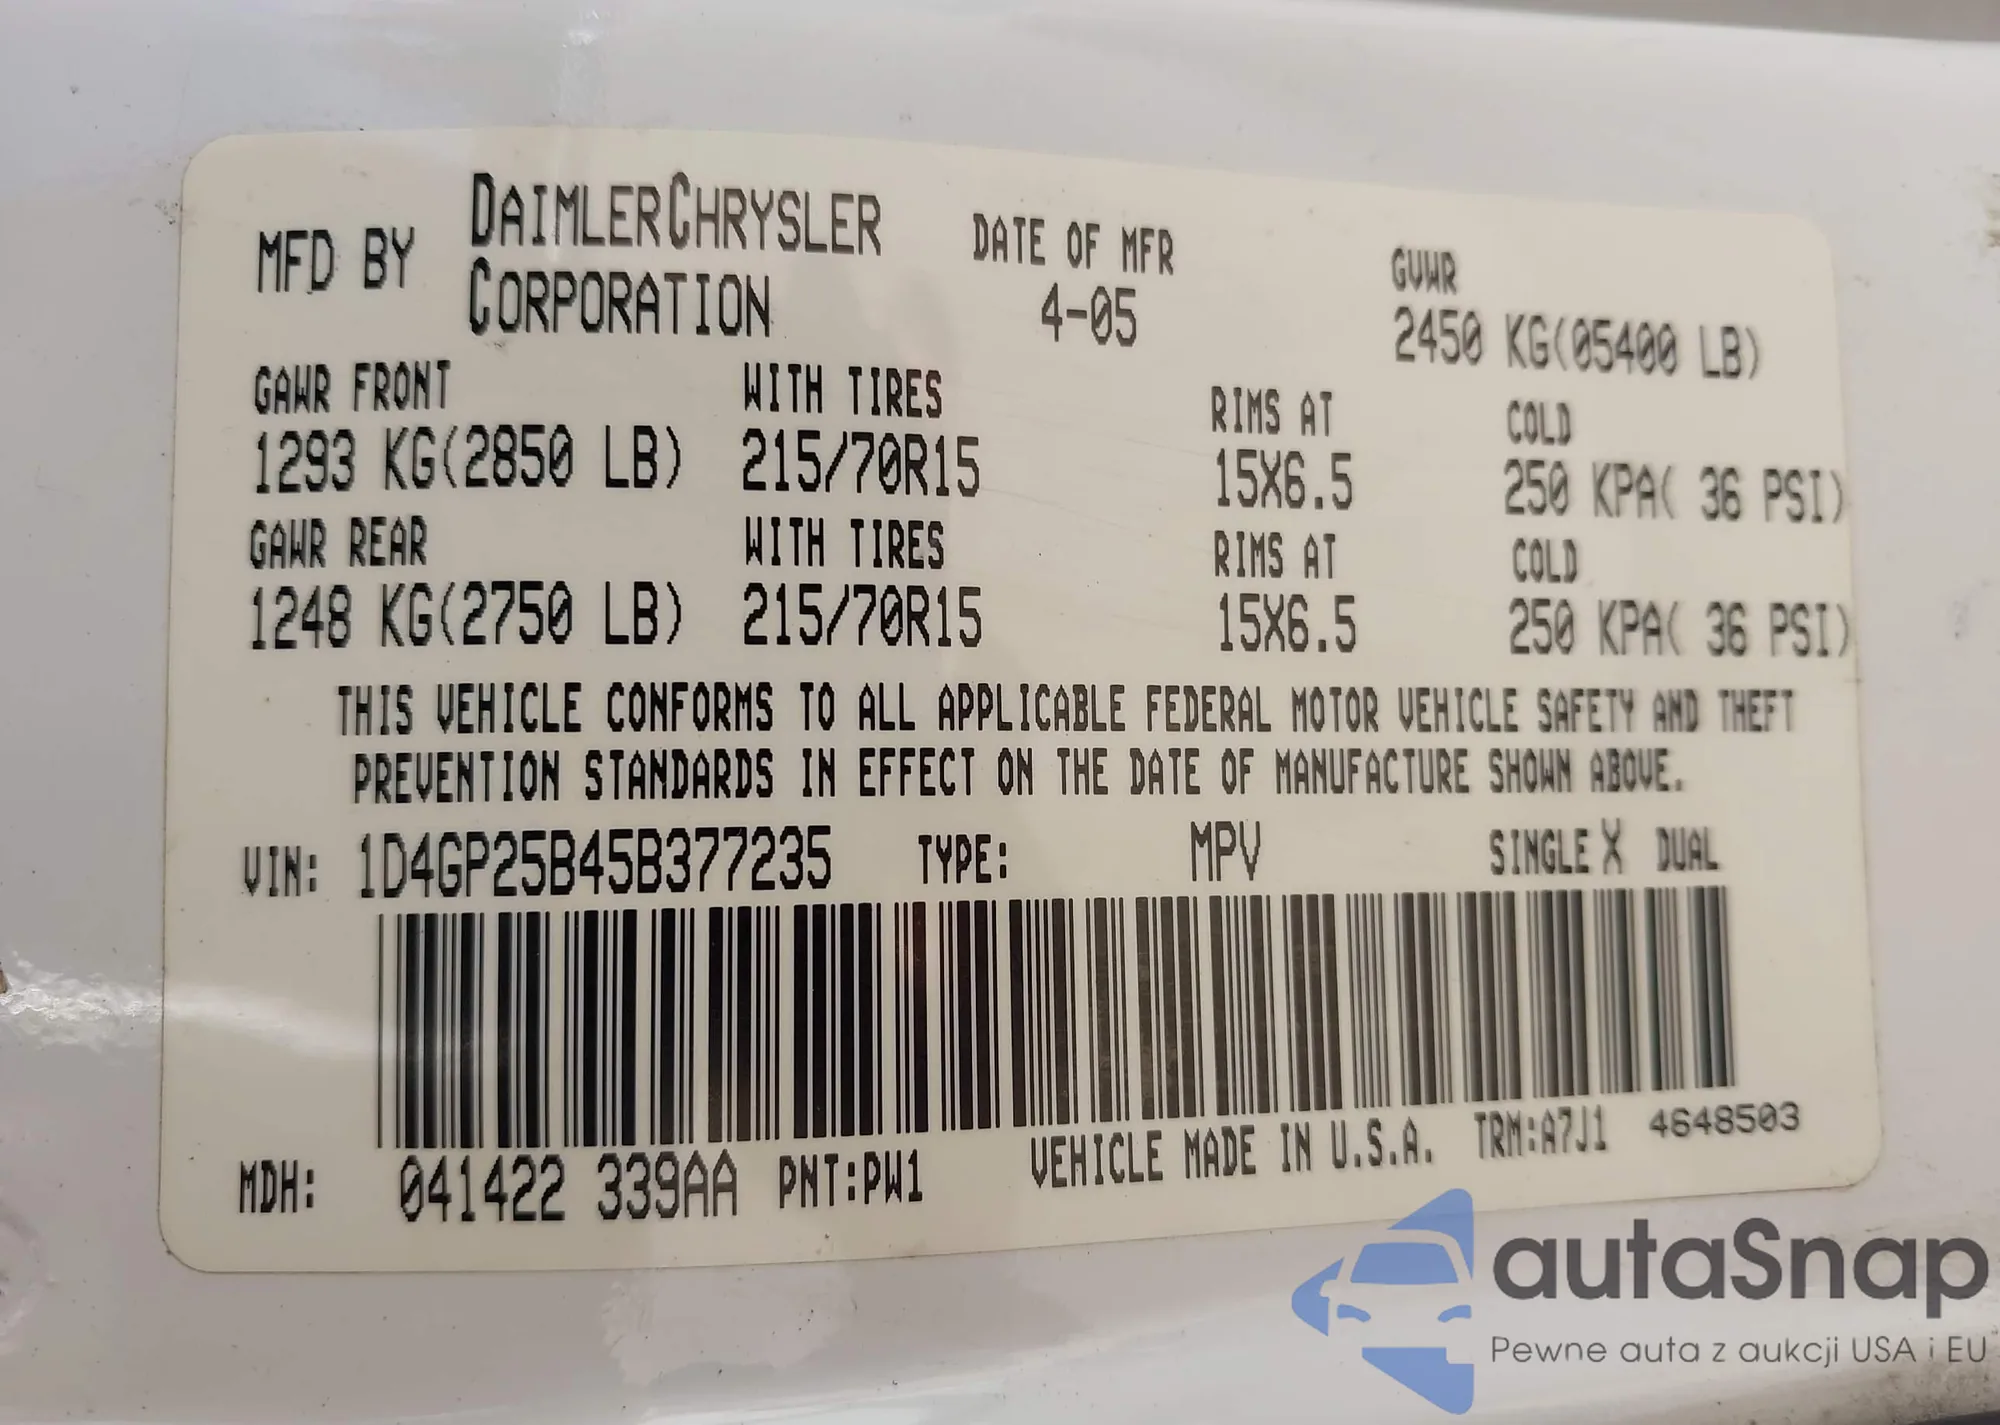 MFD BY DAIMLERCHRYSLER CORPORATION
DATE OF MFR
4-05
GVWR
2450 KG(05400 LB)
GAWR FRONT WITH TIRES RIMS AT COLD
1293 KG(2850 LB) 215/70R15 15X6.5 250 KPA( 36 PSI)
GAWR REAR WITH TIRES RIMS AT COLD
1248 KG(2750 LB) 215/70R15 15X6.5 250 KPA( 36 PSI)
THIS VEHICLE CONFORMS TO ALL APPLICABLE FEDERAL MOTOR VEHICLE SAFETY AND THEFT
PREVENTION STANDARDS IN EFFECT ON THE DATE OF MANUFACTURE SHOWN ABOVE.
VIN: 1D4GP25B45B377235 TYPE: MPV SINGLE X DUAL
MDH: 041422 339AA PNT:PW1 VEHICLE MADE IN U.S.A. TRM:A7J1 4648503
autaSnap
Pewne auta z aukcji USA i EU